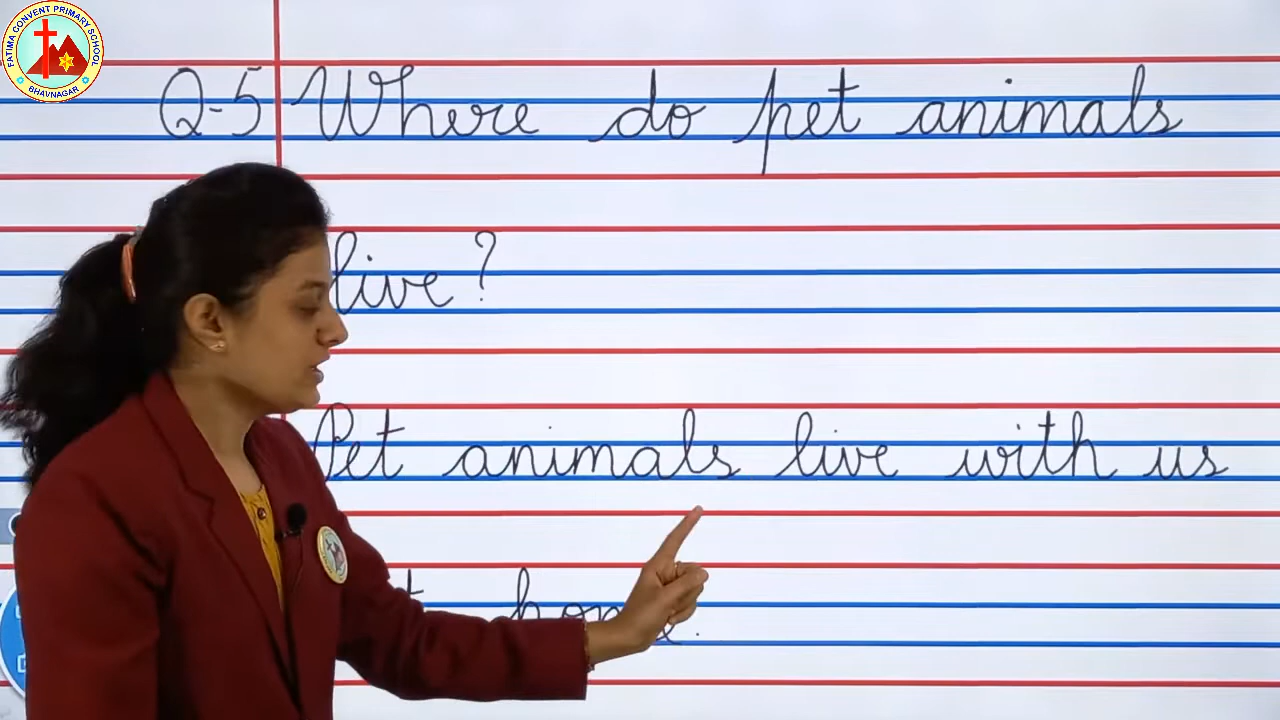 FATIMA CONVENT PRIMARY SCHOOL
BHAVNAGAR
Q-5 Where do pet animals
live?
Pet animals live with us